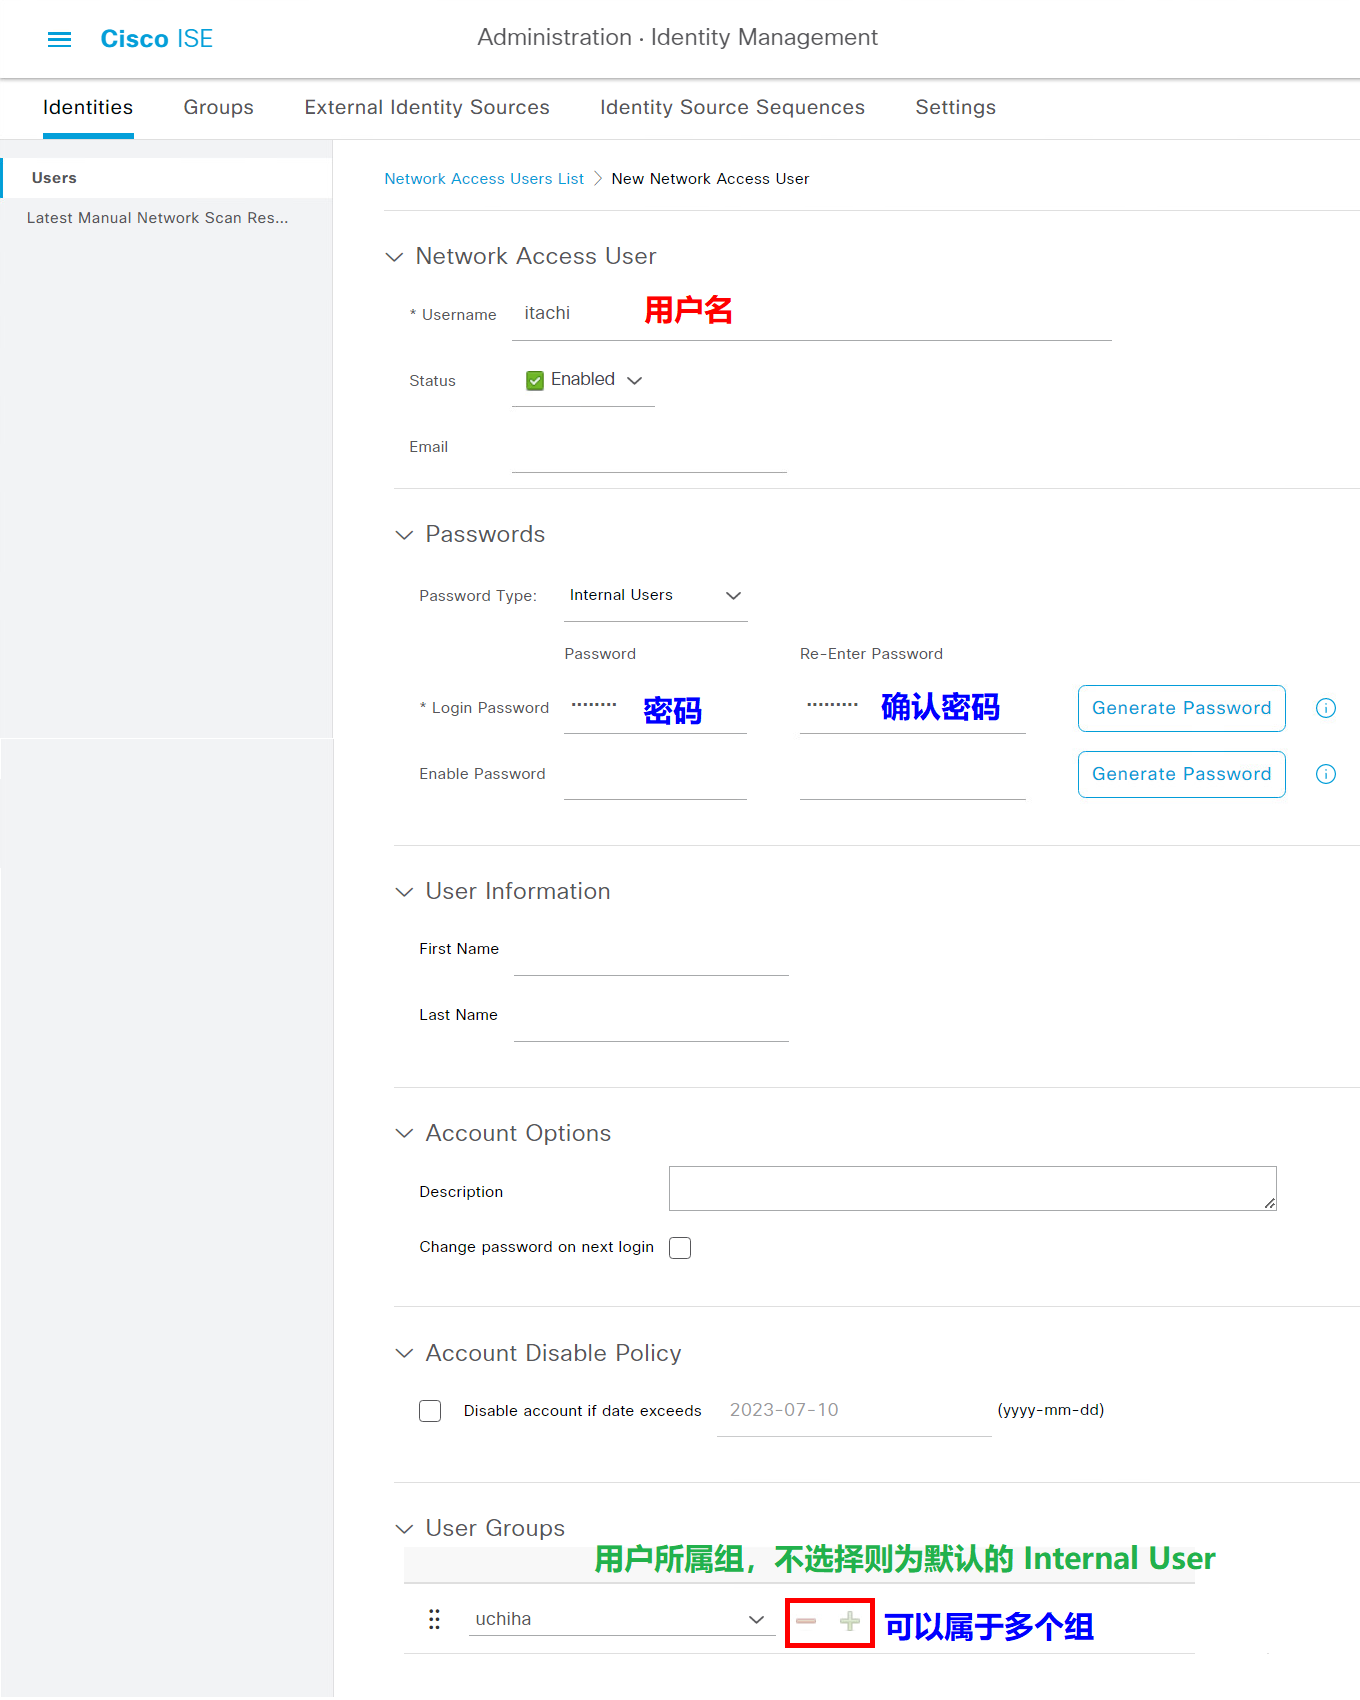 Cisco ISE
Administration · Identity Management
Identities Groups External Identity Sources Identity Source Sequences Settings
Users
Latest Manual Network Scan Res...
Network Access Users List > New Network Access User
Network Access User
* Username itachi 用户名
Status Enabled
Email
Passwords
Password Type: Internal Users
Password Re-Enter Password
* Login Password ········ 密码 ········· 确认密码 Generate Password
Enable Password Generate Password
User Information
First Name
Last Name
Account Options
Description
Change password on next login
Account Disable Policy
Disable account if date exceeds 2023-07-10 (yyyy-mm-dd)
User Groups
用户所属组，不选择则为默认的 Internal User
uchiha 可以属于多个组